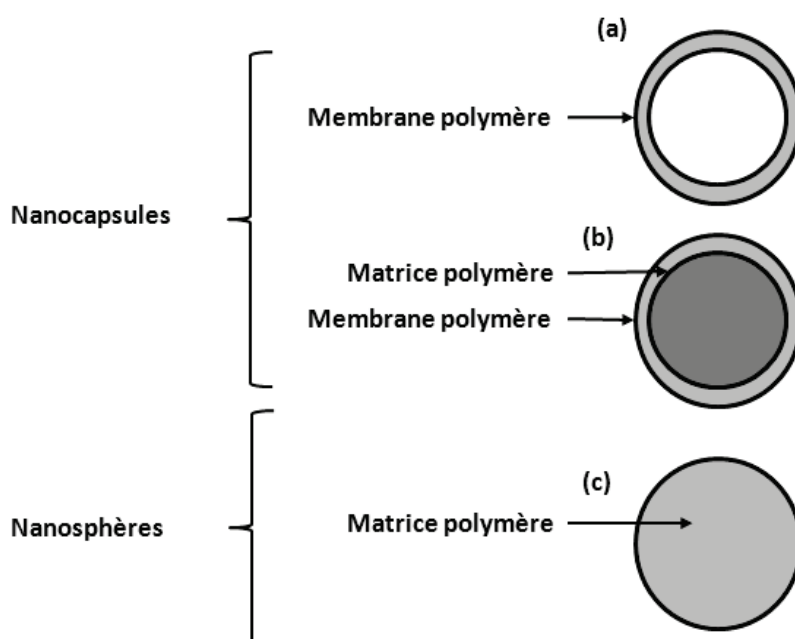 (a)
Membrane polymère
Nanocapsules
(b)
Matrice polymère
Membrane polymère
(c)
Nanosphères
Matrice polymère